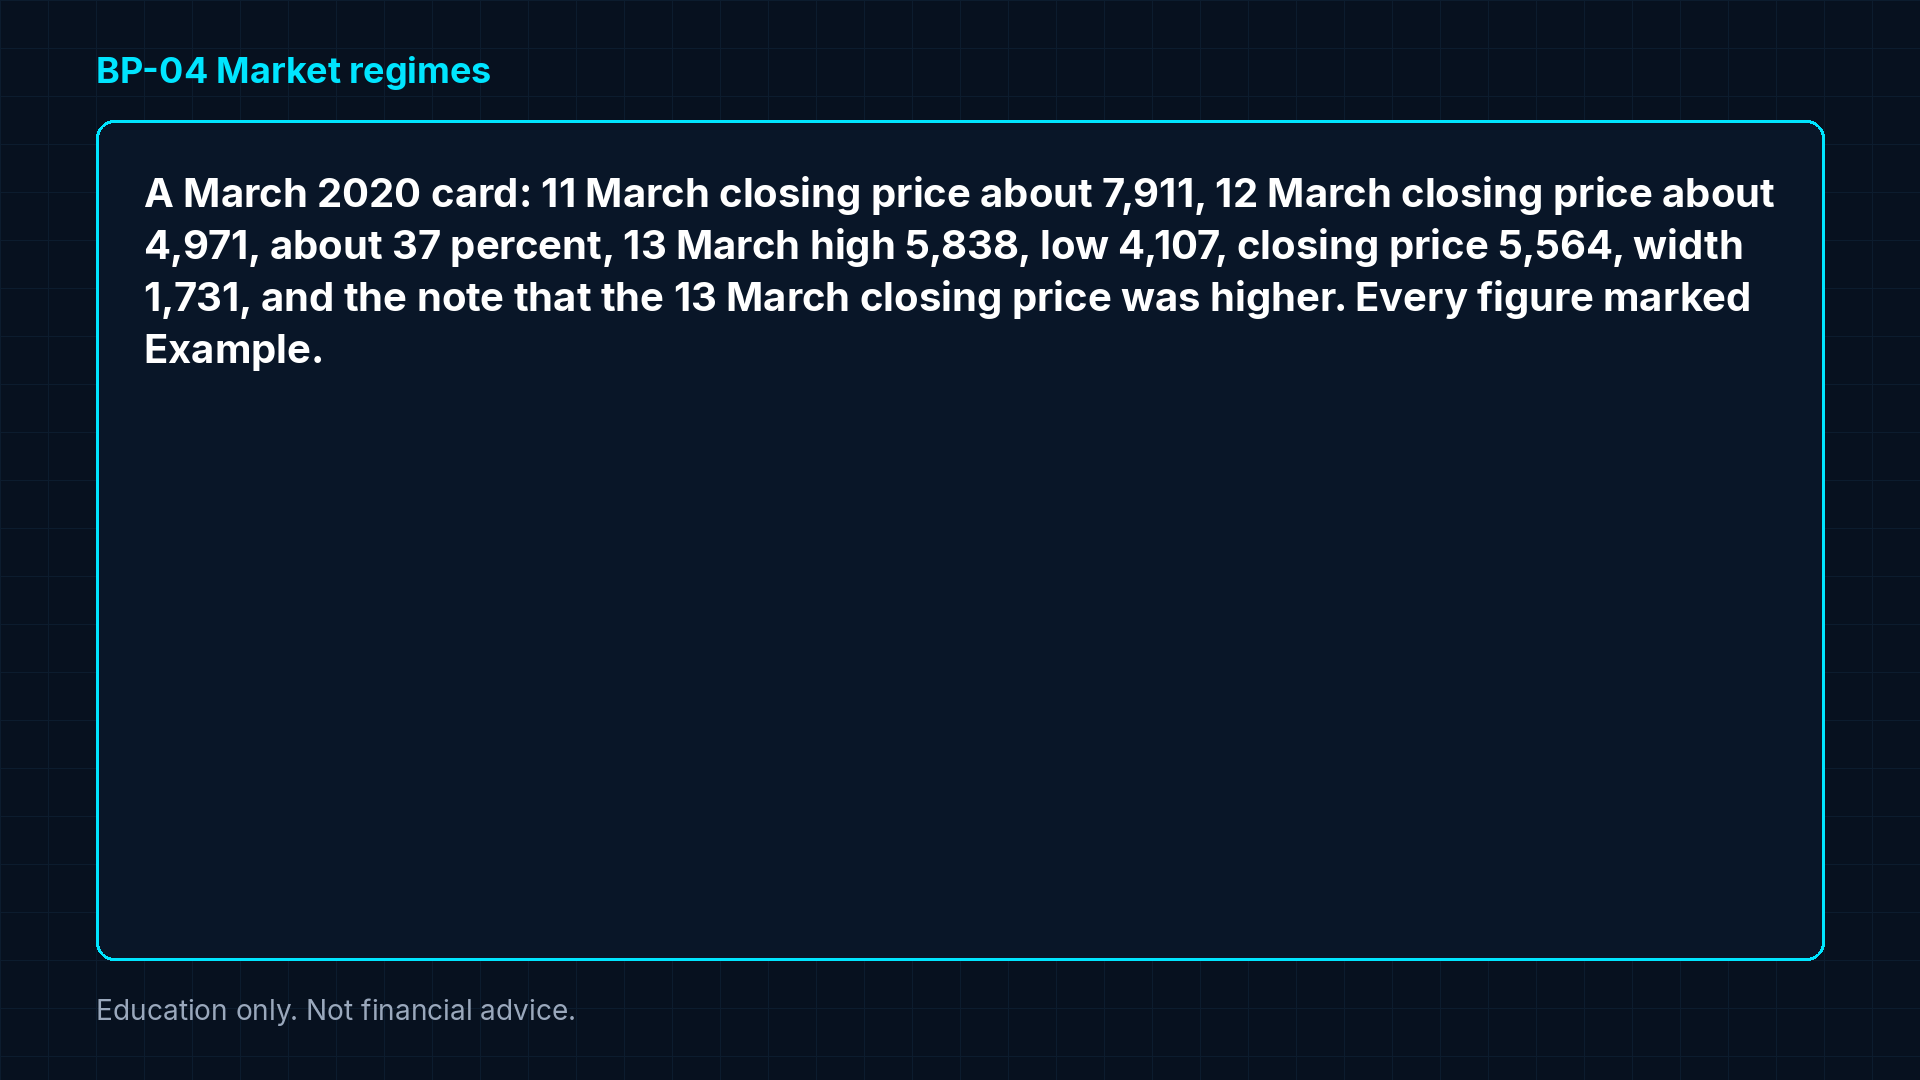 BP-04 Market regimes
A March 2020 card: 11 March closing price about 7,911, 12 March closing price about
4,971, about 37 percent, 13 March high 5,838, low 4,107, closing price 5,564, width
1,731, and the note that the 13 March closing price was higher. Every figure marked
Example.
Education only. Not financial advice.